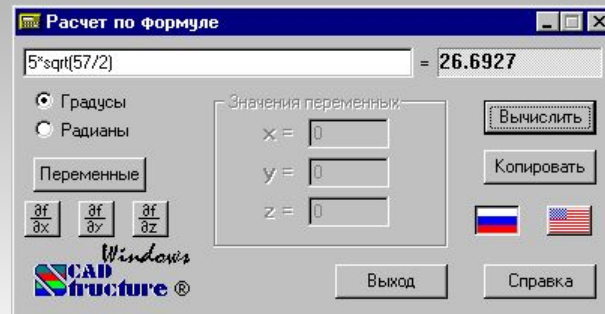 Расчет по формуле
5*sqrt(57/2) = 26.6927
Градусы
Радианы
Переменные
∂f/∂x ∂f/∂y ∂f/∂z
Значения переменных
x = 0
y = 0
z = 0
Вычислить
Копировать
Windows
CAD
Structure ®
Выход
Справка